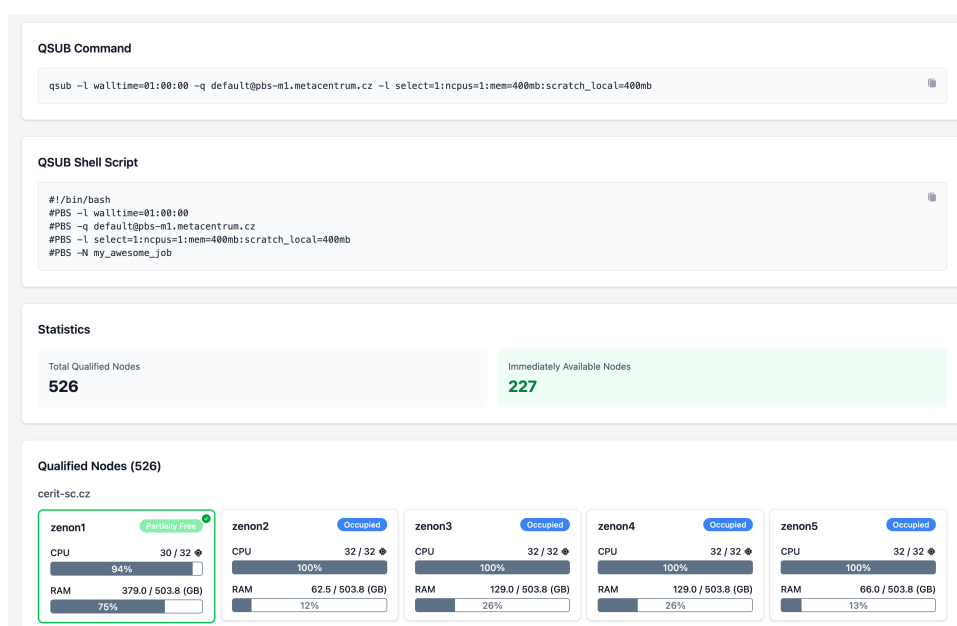 QSUB Command
qsub -l walltime=01:00:00 -q default@pbs-m1.metacentrum.cz -l select=1:ncpus=1:mem=400mb:scratch_local=400mb
QSUB Shell Script
#!/bin/bash
#PBS -l walltime=01:00:00
#PBS -q default@pbs-m1.metacentrum.cz
#PBS -l select=1:ncpus=1:mem=400mb:scratch_local=400mb
#PBS -N my_awesome_job
Statistics
Total Qualified Nodes
526
Immediately Available Nodes
227
Qualified Nodes (526)
cerit-sc.cz
zenon1 Partially Free
CPU 30 / 32
94%
RAM 379.0 / 503.8 (GB)
75%
zenon2 Occupied
CPU 32 / 32
100%
RAM 62.5 / 503.8 (GB)
12%
zenon3 Occupied
CPU 32 / 32
100%
RAM 129.0 / 503.8 (GB)
26%
zenon4 Occupied
CPU 32 / 32
100%
RAM 129.0 / 503.8 (GB)
26%
zenon5 Occupied
CPU 32 / 32
100%
RAM 66.0 / 503.8 (GB)
13%